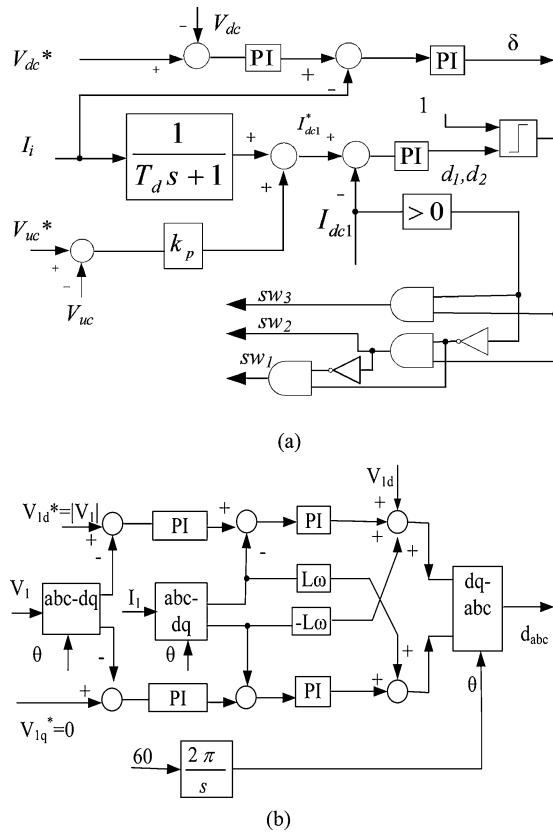 −
V_dc
V_dc*
+
PI
+
−
PI
δ
I_i
1
T_d s + 1
+
I*_dc1
+
−
+
PI
1
d_1, d_2
I_dc1
> 0
V_uc*
+
−
V_uc
k_p
sw_3
sw_2
sw_1
(a)
V_1d
V_1d*=|V_1|
+
-
PI
+
-
PI
+
+
+
V_1
abc-dq
θ
I_1
abc-
dq
θ
Lω
-Lω
dq-
abc
d_abc
θ
-
+
PI
PI
+
+
V_1q*=0
60
2 π
s
(b)